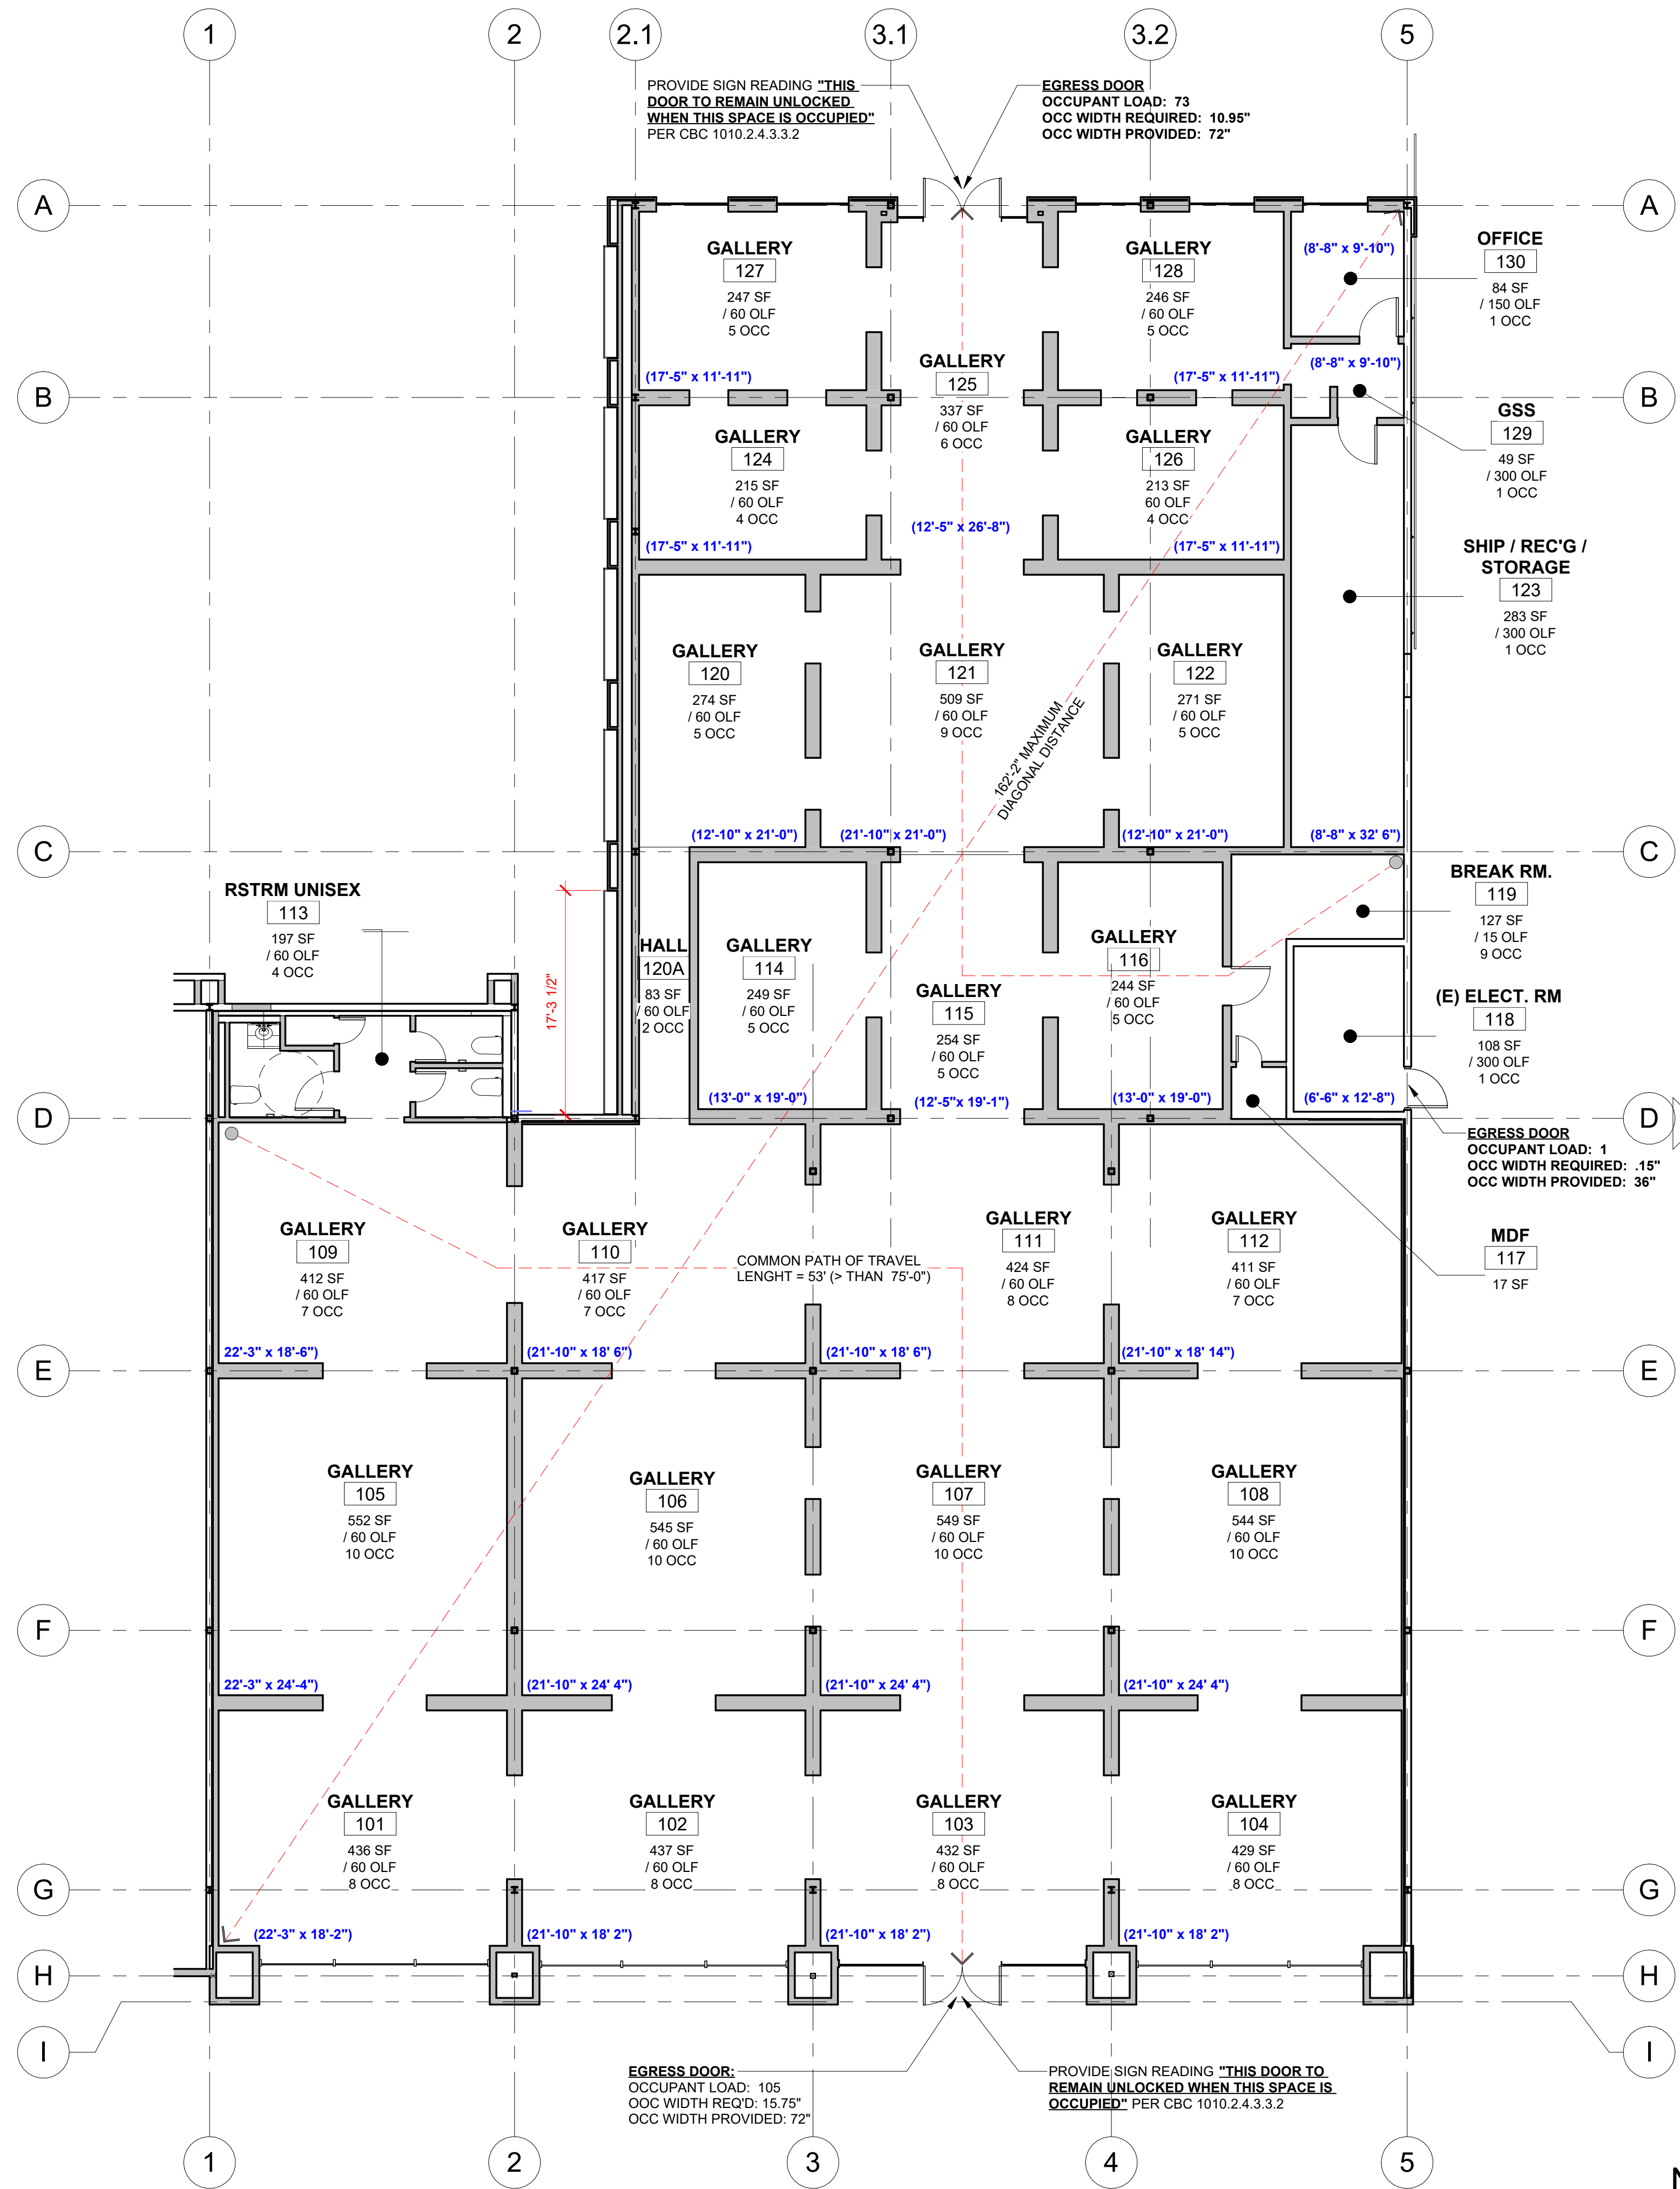 1
2
2.1
3.1
3.2
5
PROVIDE SIGN READING "THIS
DOOR TO REMAIN UNLOCKED
WHEN THIS SPACE IS OCCUPIED"
PER CBC 1010.2.4.3.3.2
EGRESS DOOR
OCCUPANT LOAD: 73
OCC WIDTH REQUIRED: 10.95"
OCC WIDTH PROVIDED: 72"
A
A
GALLERY
127
247 SF
/ 60 OLF
5 OCC
(17'-5" x 11'-11")
GALLERY
128
246 SF
/ 60 OLF
5 OCC
(17'-5" x 11'-11")
(8'-8" x 9'-10")
OFFICE
130
84 SF
/ 150 OLF
1 OCC
GALLERY
125
337 SF
/ 60 OLF
6 OCC
(12'-5" x 26'-8")
(8'-8" x 9'-10")
B
B
GSS
129
49 SF
/ 300 OLF
1 OCC
GALLERY
124
215 SF
/ 60 OLF
4 OCC
(17'-5" x 11'-11")
GALLERY
126
213 SF
60 OLF
4 OCC
(17'-5" x 11'-11")
SHIP / REC'G /
STORAGE
123
283 SF
/ 300 OLF
1 OCC
GALLERY
120
274 SF
/ 60 OLF
5 OCC
(12'-10" x 21'-0")
GALLERY
121
509 SF
/ 60 OLF
9 OCC
(21'-10" x 21'-0")
GALLERY
122
271 SF
/ 60 OLF
5 OCC
(12'-10" x 21'-0")
162'-2" MAXIMUM
DIAGONAL DISTANCE
(8'-8" x 32' 6")
C
C
RSTRM UNISEX
113
197 SF
/ 60 OLF
4 OCC
17'-3 1/2"
HALL
120A
83 SF
/ 60 OLF
2 OCC
GALLERY
114
249 SF
/ 60 OLF
5 OCC
(13'-0" x 19'-0")
GALLERY
115
254 SF
/ 60 OLF
5 OCC
(12'-5"x 19'-1")
GALLERY
116
244 SF
/ 60 OLF
5 OCC
(13'-0" x 19'-0")
BREAK RM.
119
127 SF
/ 15 OLF
9 OCC
(E) ELECT. RM
118
108 SF
/ 300 OLF
1 OCC
(6'-6" x 12'-8")
D
D
EGRESS DOOR
OCCUPANT LOAD: 1
OCC WIDTH REQUIRED: .15"
OCC WIDTH PROVIDED: 36"
GALLERY
109
412 SF
/ 60 OLF
7 OCC
22'-3" x 18'-6")
GALLERY
110
417 SF
/ 60 OLF
7 OCC
(21'-10" x 18' 6")
COMMON PATH OF TRAVEL
LENGHT = 53' (> THAN 75'-0")
GALLERY
111
424 SF
/ 60 OLF
8 OCC
(21'-10" x 18' 6")
GALLERY
112
411 SF
/ 60 OLF
7 OCC
(21'-10" x 18' 14")
MDF
117
17 SF
E
E
GALLERY
105
552 SF
/ 60 OLF
10 OCC
22'-3" x 24'-4")
GALLERY
106
545 SF
/ 60 OLF
10 OCC
(21'-10" x 24' 4")
GALLERY
107
549 SF
/ 60 OLF
10 OCC
(21'-10" x 24' 4")
GALLERY
108
544 SF
/ 60 OLF
10 OCC
(21'-10" x 24' 4")
F
F
GALLERY
101
436 SF
/ 60 OLF
8 OCC
(22'-3" x 18'-2")
GALLERY
102
437 SF
/ 60 OLF
8 OCC
(21'-10" x 18' 2")
GALLERY
103
432 SF
/ 60 OLF
8 OCC
(21'-10" x 18' 2")
GALLERY
104
429 SF
/ 60 OLF
8 OCC
(21'-10" x 18' 2")
G
G
H
H
I
I
EGRESS DOOR:
OCCUPANT LOAD: 105
OOC WIDTH REQ'D: 15.75"
OCC WIDTH PROVIDED: 72"
PROVIDE SIGN READING "THIS DOOR TO
REMAIN UNLOCKED WHEN THIS SPACE IS
OCCUPIED" PER CBC 1010.2.4.3.3.2
1
2
3
4
5